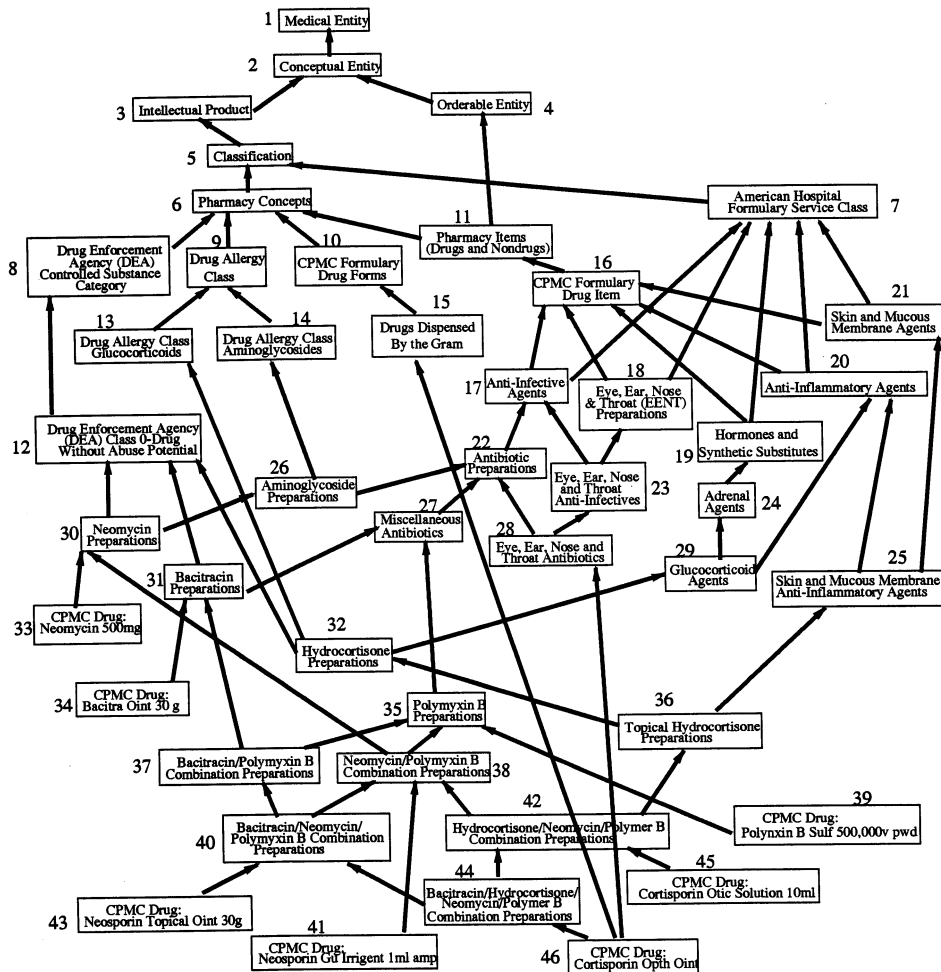 1 Medical Entity
2 Conceptual Entity
3 Intellectual Product
Orderable Entity 4
5 Classification
6 Pharmacy Concepts
American Hospital
Formulary Service Class 7
8 Drug Enforcement
Agency (DEA)
Controlled Substance
Category
9
Drug Allergy
Class
10
CPMC Formulary
Drug Forms
11
Pharmacy Items
(Drugs and Nondrugs)
16
CPMC Formulary
Drug Item
21
Skin and Mucous
Membrane Agents
13
Drug Allergy Class
Glucocorticoids
14
Drug Allergy Class
Aminoglycosides
15
Drugs Dispensed
By the Gram
17 Anti-Infective
Agents
18
Eye, Ear, Nose
& Throat (EENT)
Preparations
20
Anti-Inflammatory Agents
12 Drug Enforcement Agency
(DEA) Class 0-Drug
Without Abuse Potential
22
Antibiotic
Preparations
19 Hormones and
Synthetic Substitutes
26
Aminoglycoside
Preparations
Eye, Ear, Nose
and Throat
Anti-Infectives
23
Adrenal
Agents
24
27
Miscellaneous
Antibiotics
30 Neomycin
Preparations
28
Eye, Ear, Nose and
Throat Antibiotics
29
Glucocorticoid
Agents
25
Skin and Mucous Membrane
Anti-Inflammatory Agents
31 Bacitracin
Preparations
33 CPMC Drug:
Neomycin 500mg
32
Hydrocortisone
Preparations
34 CPMC Drug:
Bacitra Oint 30 g
35 Polymyxin B
Preparations
36
Topical Hydrocortisone
Preparations
37 Bacitracin/Polymyxin B
Combination Preparations
Neomycin/Polymyxin B
Combination Preparations 38
39
CPMC Drug:
Polynxin B Sulf 500,000v pwd
40 Bacitracin/Neomycin/
Polymyxin B Combination
Preparations
42
Hydrocortisone/Neomycin/Polymer B
Combination Preparations
45
CPMC Drug:
Cortisporin Otic Solution 10ml
44
Bacitracin/Hydrocortisone/
Neomycin/Polymer B
Combination Preparations
43 CPMC Drug:
Neosporin Topical Oint 30g
41
CPMC Drug:
Neosporin Gu Irrigent 1ml amp
46 CPMC Drug:
Cortisporin Opth Oint